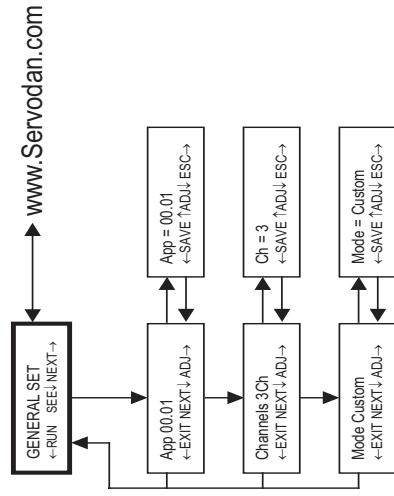 GENERAL SET
←RUN SEE↓ NEXT→
www.Servodan.com
App 00.01
←EXIT NEXT↓ ADJ→
App = 00.01
←SAVE ↑ADJ↓ ESC→
Channels 3Ch
←EXIT NEXT↓ ADJ→
Ch = 3
←SAVE ↑ADJ↓ ESC→
Mode Custom
←EXIT NEXT↓ ADJ→
Mode = Custom
←SAVE ↑ADJ↓ ESC→